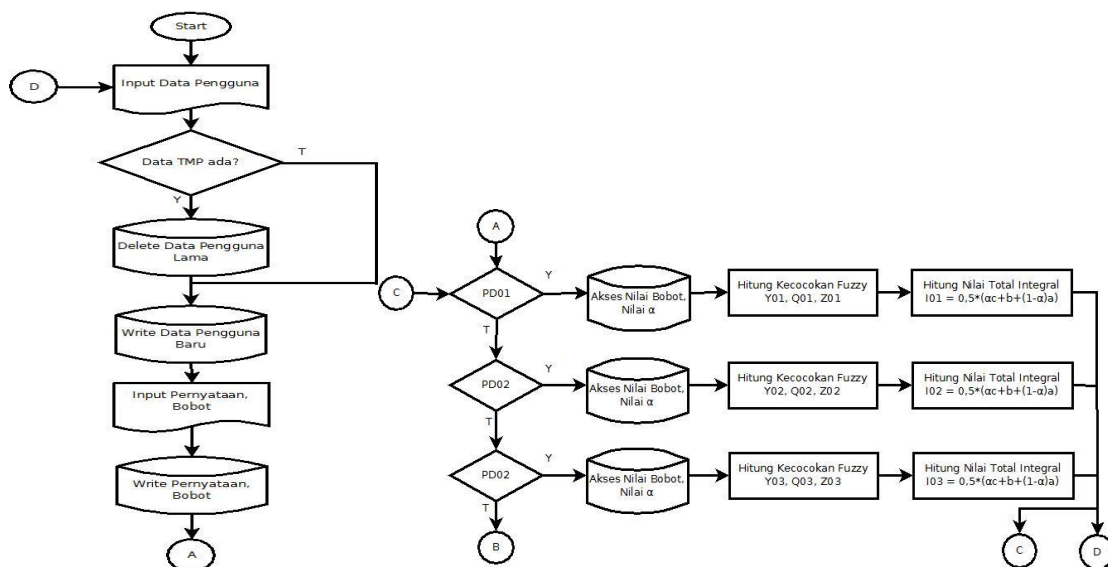 Start
D
Input Data Pengguna
Data TMP ada?
T
Y
Delete Data Pengguna
Lama
Write Data Pengguna
Baru
Input Pernyataan,
Bobot
Write Pernyataan,
Bobot
A
A
C
PD01
Y
Akses Nilai Bobot,
Nilai α
Hitung Kecocokan Fuzzy
Y01, Q01, Z01
Hitung Nilai Total Integral
I01 = 0,5*(αc+b+(1-α)a)
T
PD02
Y
Akses Nilai Bobot,
Nilai α
Hitung Kecocokan Fuzzy
Y02, Q02, Z02
Hitung Nilai Total Integral
I02 = 0,5*(αc+b+(1-α)a)
T
PD02
Y
Akses Nilai Bobot,
Nilai α
Hitung Kecocokan Fuzzy
Y03, Q03, Z03
Hitung Nilai Total Integral
I03 = 0,5*(αc+b+(1-α)a)
T
B
C
D